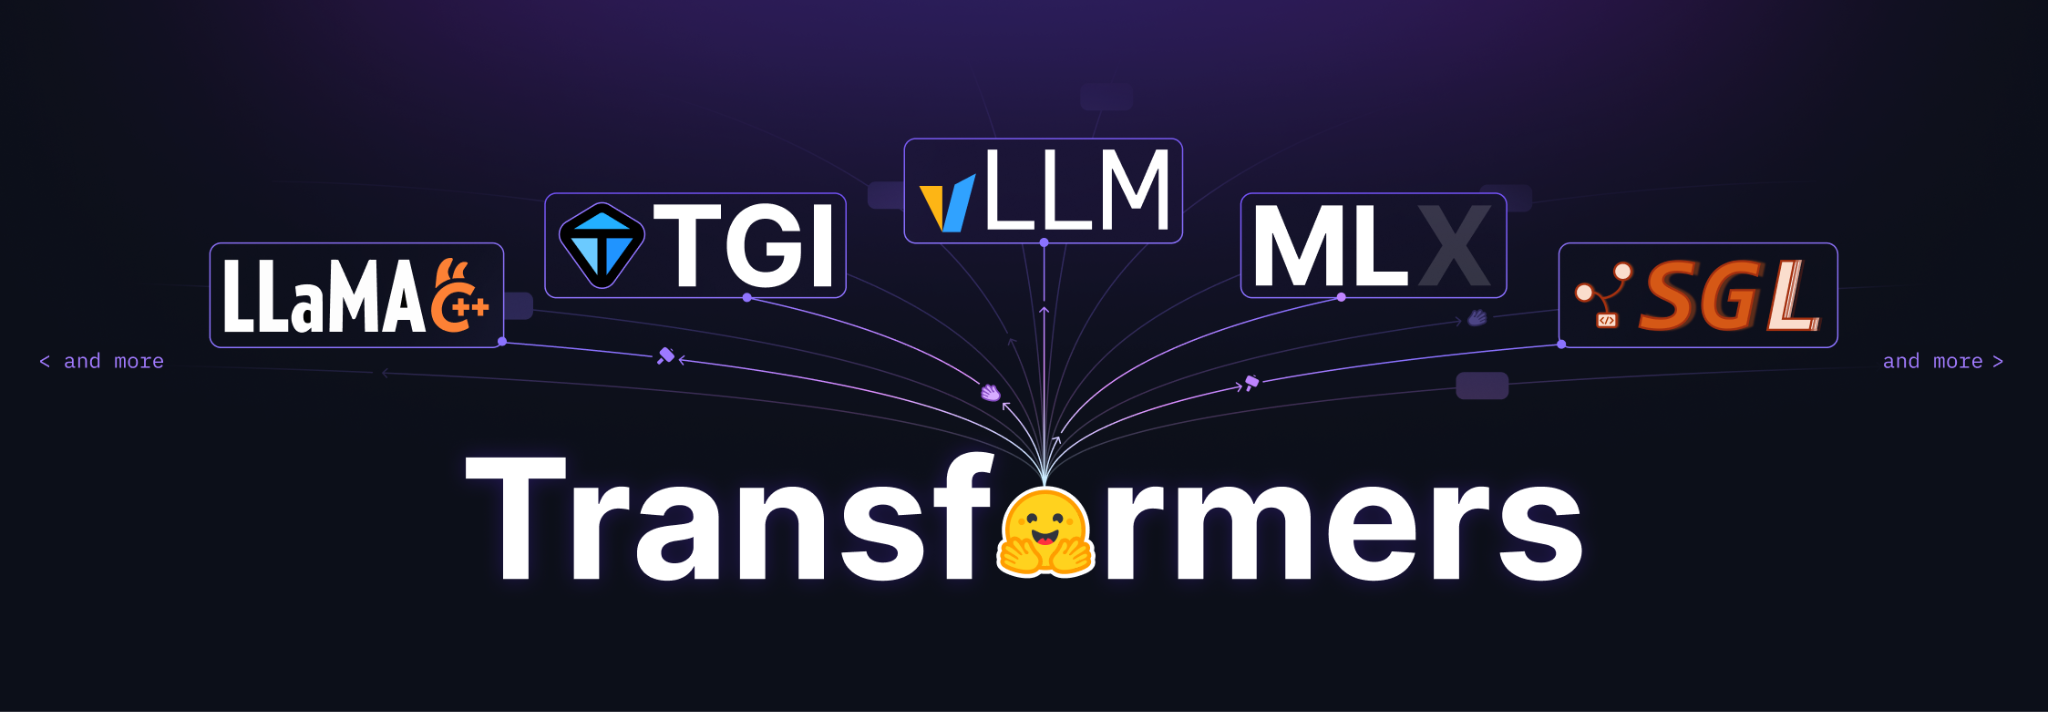 LLaMA C++
TGI
vLLM
MLX
SGL
</>
< and more
and more >
Transformers